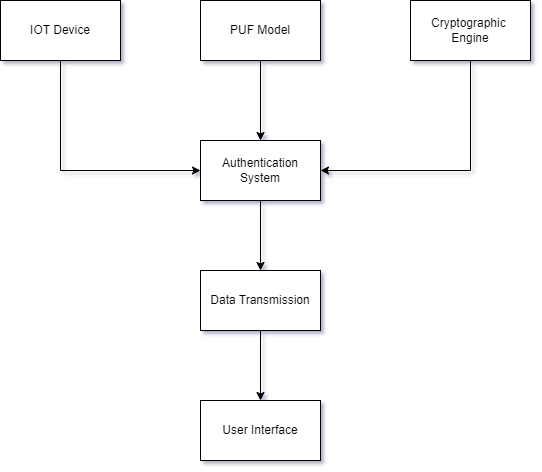 IOT Device
PUF Model
Cryptographic
Engine
Authentication
System
Data Transmission
User Interface